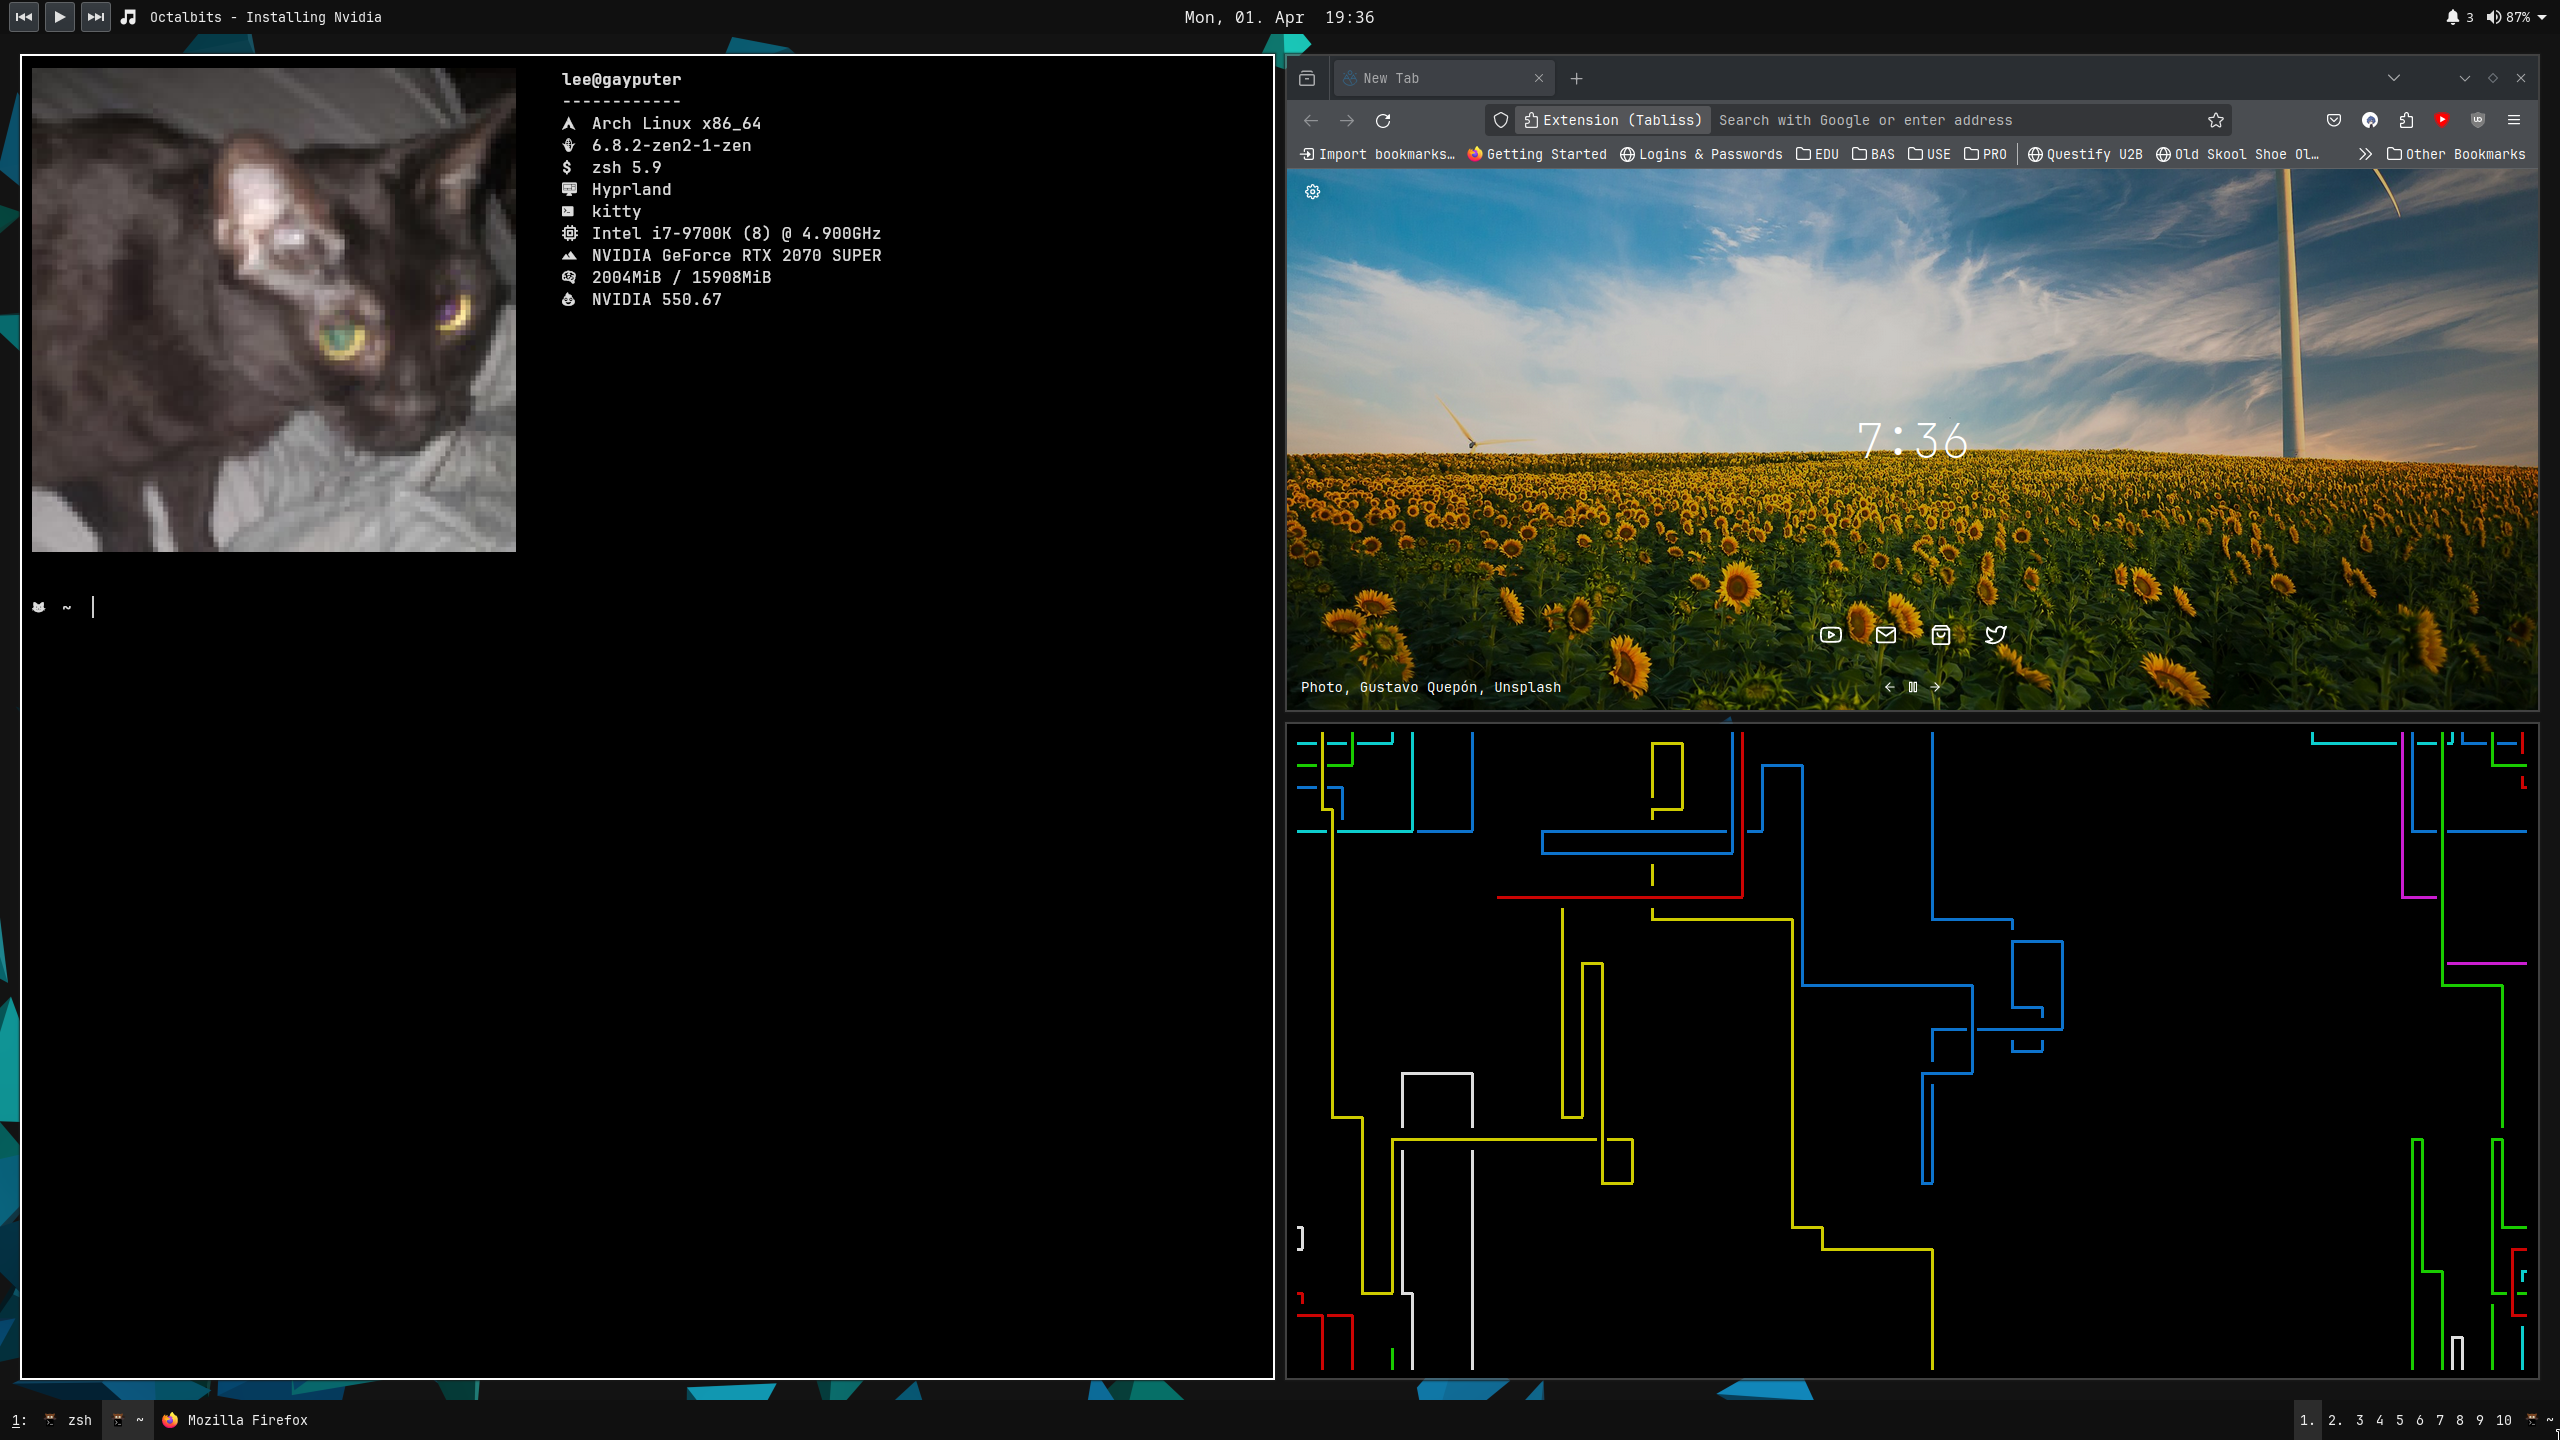 Octalbits - Installing Nvidia
Mon, 01. Apr 19:36
3 87%
lee@gayputer
------------
Arch Linux x86_64
6.8.2-zen2-1-zen
$ zsh 5.9
Hyprland
kitty
Intel i7-9700K (8) @ 4.900GHz
NVIDIA GeForce RTX 2070 SUPER
2004MiB / 15908MiB
NVIDIA 550.67
~
New Tab
Extension (Tabliss) Search with Google or enter address
Import bookmarks… Getting Started Logins & Passwords EDU BAS USE PRO Questify U2B Old Skool Shoe Ol… Other Bookmarks
7:36
Photo, Gustavo Quepón, Unsplash
1: zsh ~ Mozilla Firefox
1. 2. 3 4 5 6 7 8 9 10 ~